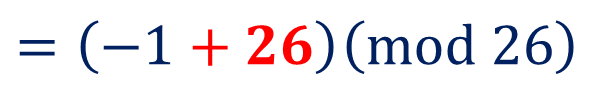 = (−1 + 26)(mod 26)